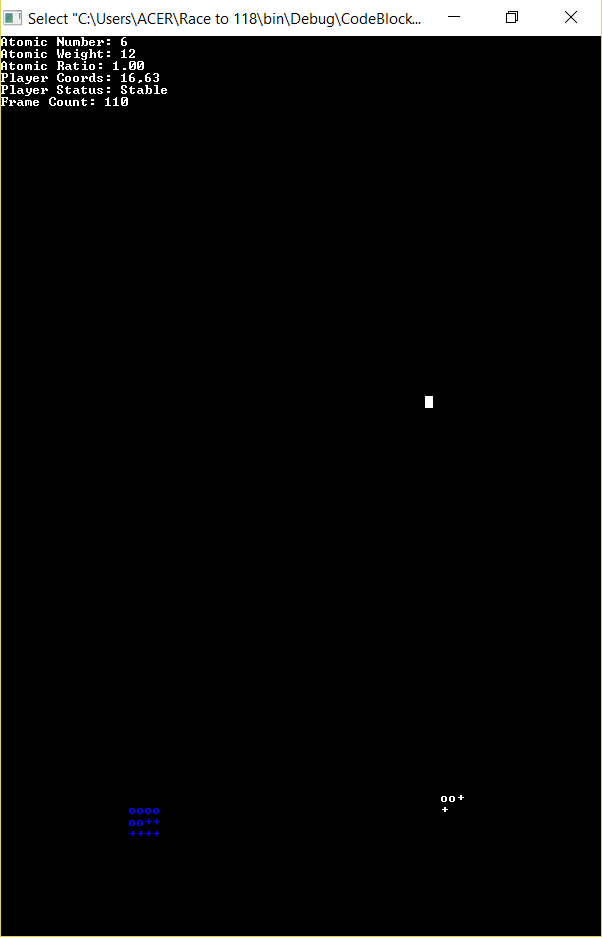 Select "C:\Users\ACER\Race to 118\bin\Debug\CodeBlock...
Atomic Number: 6
Atomic Weight: 12
Atomic Ratio: 1.00
Player Coords: 16,63
Player Status: Stable
Frame Count: 110
oo+
+
oooo
oo++
++++